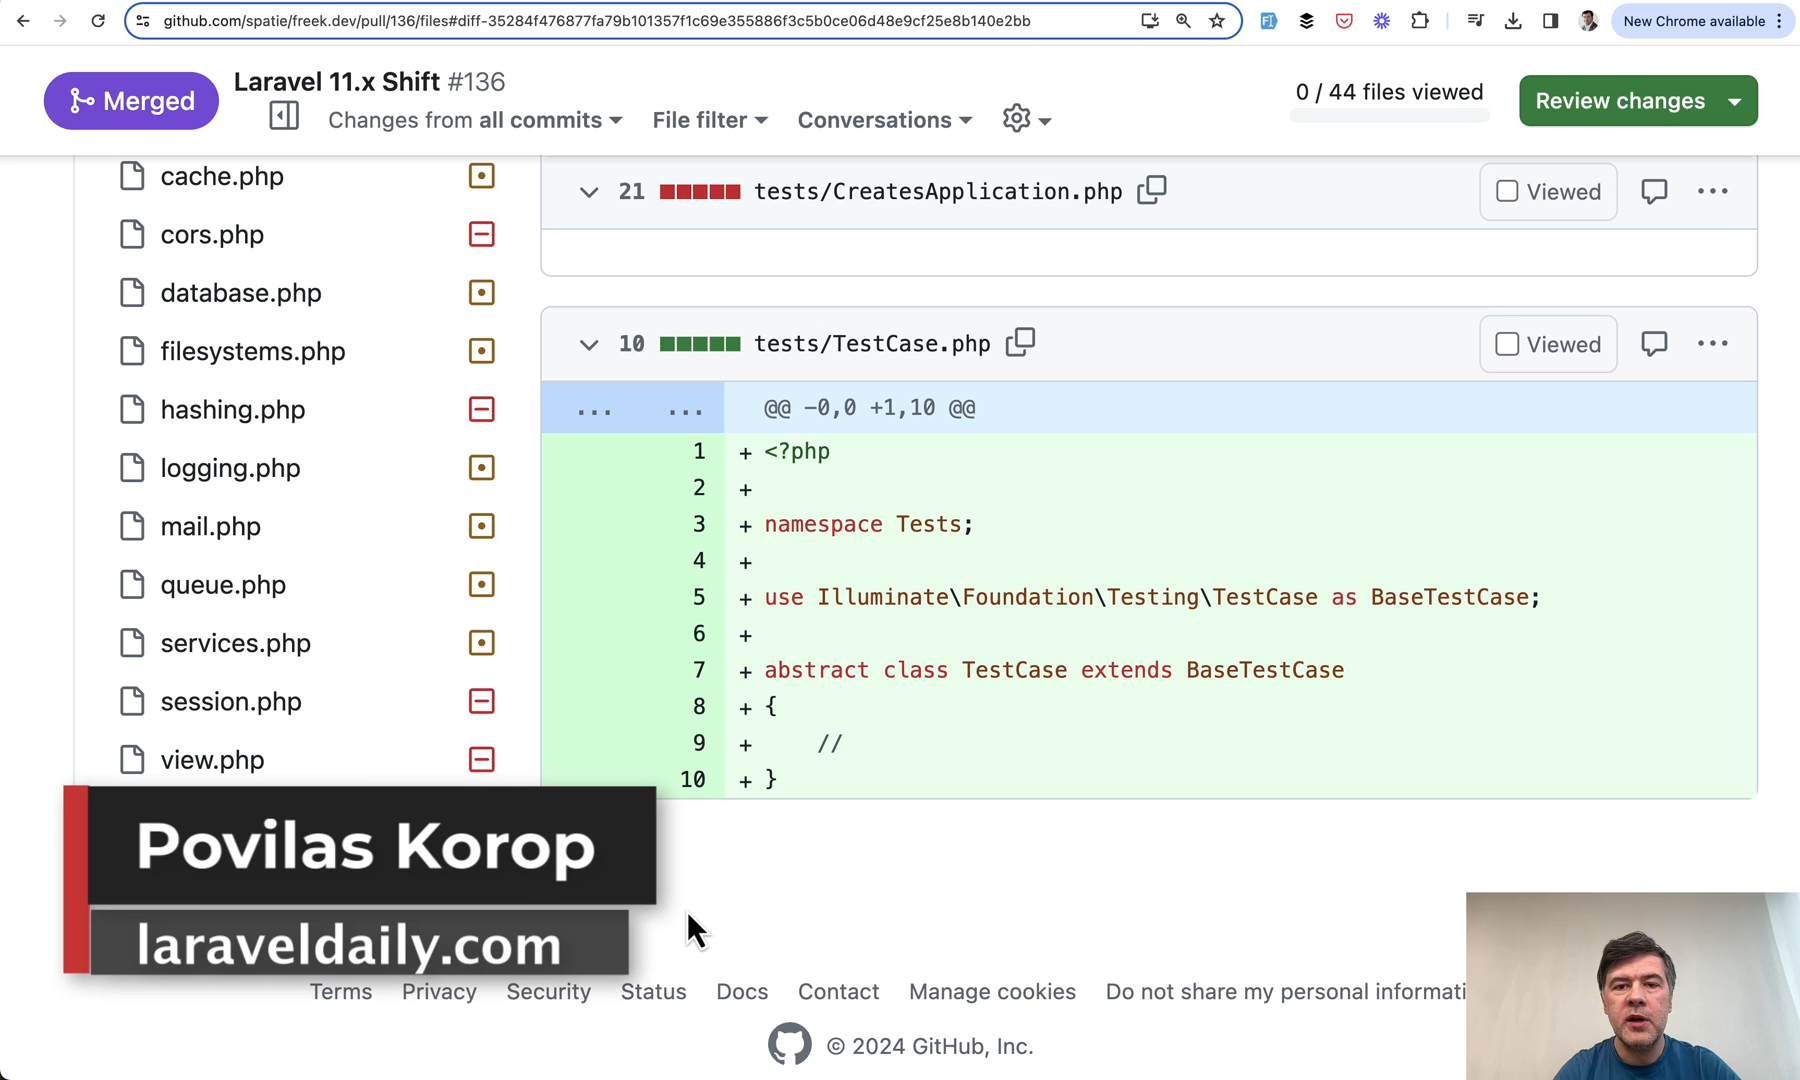 github.com/spatie/freek.dev/pull/136/files#diff-35284f476877fa79b101357f1c69e355886f3c5b0ce06d48e9cf25e8b140e2bb
New Chrome available
Merged
Laravel 11.x Shift #136
Changes from all commits
File filter
Conversations
0 / 44 files viewed
Review changes
cache.php
cors.php
database.php
filesystems.php
hashing.php
logging.php
mail.php
queue.php
services.php
session.php
view.php
21 tests/CreatesApplication.php
Viewed
10 tests/TestCase.php
Viewed
... ... @@ -0,0 +1,10 @@
1 + <?php
2 +
3 + namespace Tests;
4 +
5 + use Illuminate\Foundation\Testing\TestCase as BaseTestCase;
6 +
7 + abstract class TestCase extends BaseTestCase
8 + {
9 + //
10 + }
Povilas Korop
laraveldaily.com
Terms Privacy Security Status Docs Contact Manage cookies Do not share my personal informati
© 2024 GitHub, Inc.